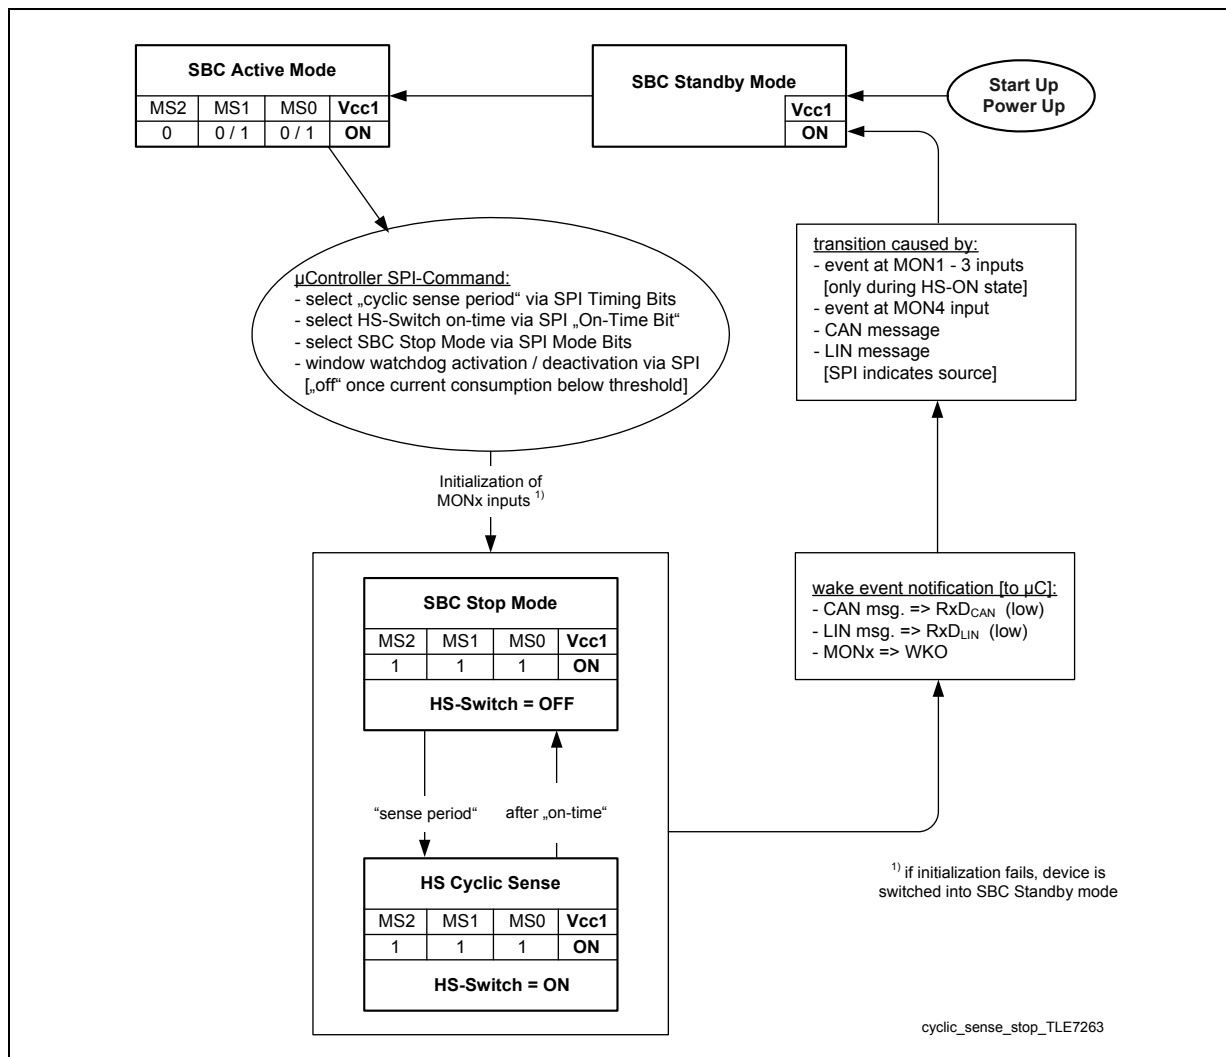 SBC Active Mode
MS2 MS1 MS0 Vcc1
0 0 / 1 0 / 1 ON
SBC Standby Mode
Vcc1
ON
Start Up
Power Up
µController SPI-Command:
- select „cyclic sense period“ via SPI Timing Bits
- select HS-Switch on-time via SPI „On-Time Bit“
- select SBC Stop Mode via SPI Mode Bits
- window watchdog activation / deactivation via SPI
[„off“ once current consumption below threshold]
transition caused by:
- event at MON1 - 3 inputs
[only during HS-ON state]
- event at MON4 input
- CAN message
- LIN message
[SPI indicates source]
Initialization of
MONx inputs 1)
wake event notification [to µC]:
- CAN msg. => RxDCAN (low)
- LIN msg. => RxDLIN (low)
- MONx => WKO
SBC Stop Mode
MS2 MS1 MS0 Vcc1
1 1 1 ON
HS-Switch = OFF
“sense period“ after „on-time“
HS Cyclic Sense
MS2 MS1 MS0 Vcc1
1 1 1 ON
HS-Switch = ON
1) if initialization fails, device is
switched into SBC Standby mode
cyclic_sense_stop_TLE7263